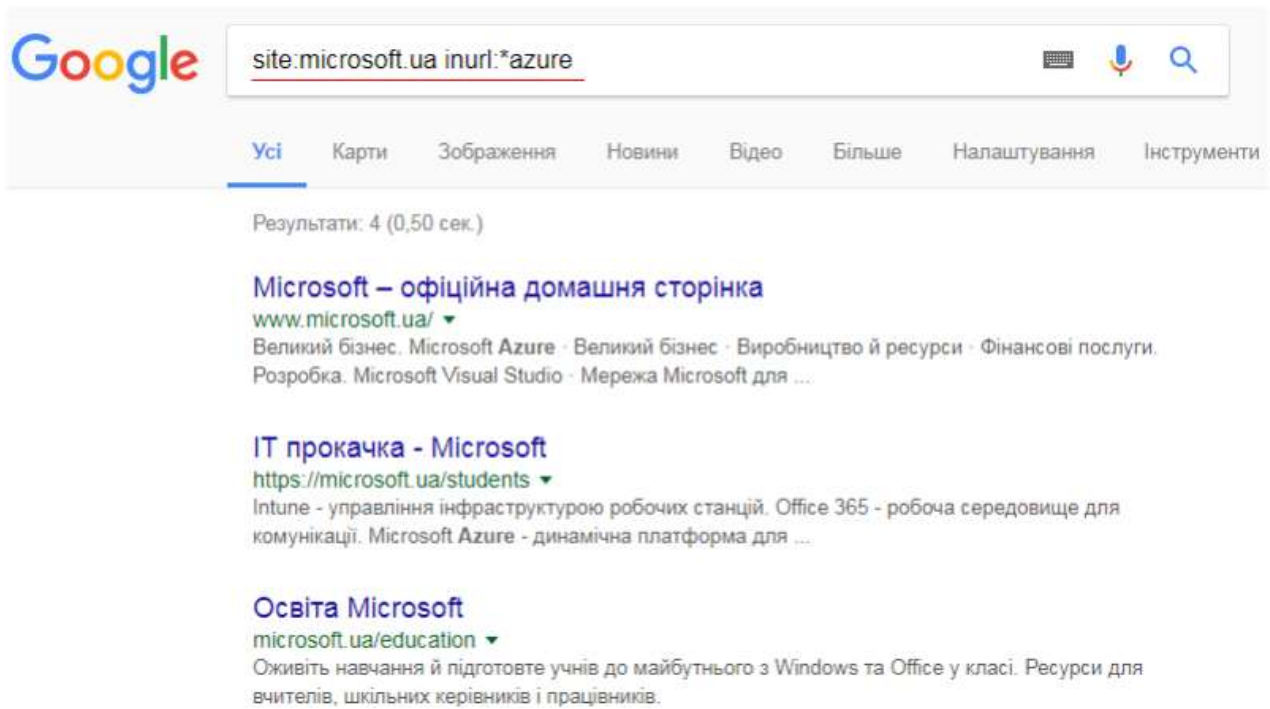 Google
site:microsoft.ua inurl:*azure
Усі Карти Зображення Новини Відео Більше Налаштування Інструменти
Результати: 4 (0,50 сек.)
Microsoft – офіційна домашня сторінка
www.microsoft.ua/
Великий бізнес. Microsoft Azure · Великий бізнес · Виробництво й ресурси · Фінансові послуги.
Розробка. Microsoft Visual Studio · Мережа Microsoft для ...
ІТ прокачка - Microsoft
https://microsoft.ua/students
Intune - управління інфраструктурою робочих станцій. Office 365 - робоча середовище для
комунікації. Microsoft Azure - динамічна платформа для ...
Освіта Microsoft
microsoft.ua/education
Оживіть навчання й підготовте учнів до майбутнього з Windows та Office у класі. Ресурси для
вчителів, шкільних керівників і працівників.